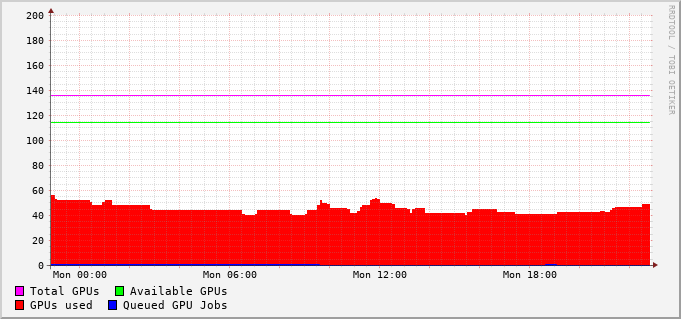 200
180
160
140
120
100
80
60
40
20
0
Mon 00:00 Mon 06:00 Mon 12:00 Mon 18:00
Total GPUs Available GPUs
GPUs used Queued GPU Jobs
RRDTOOL / TOBI OETIKER